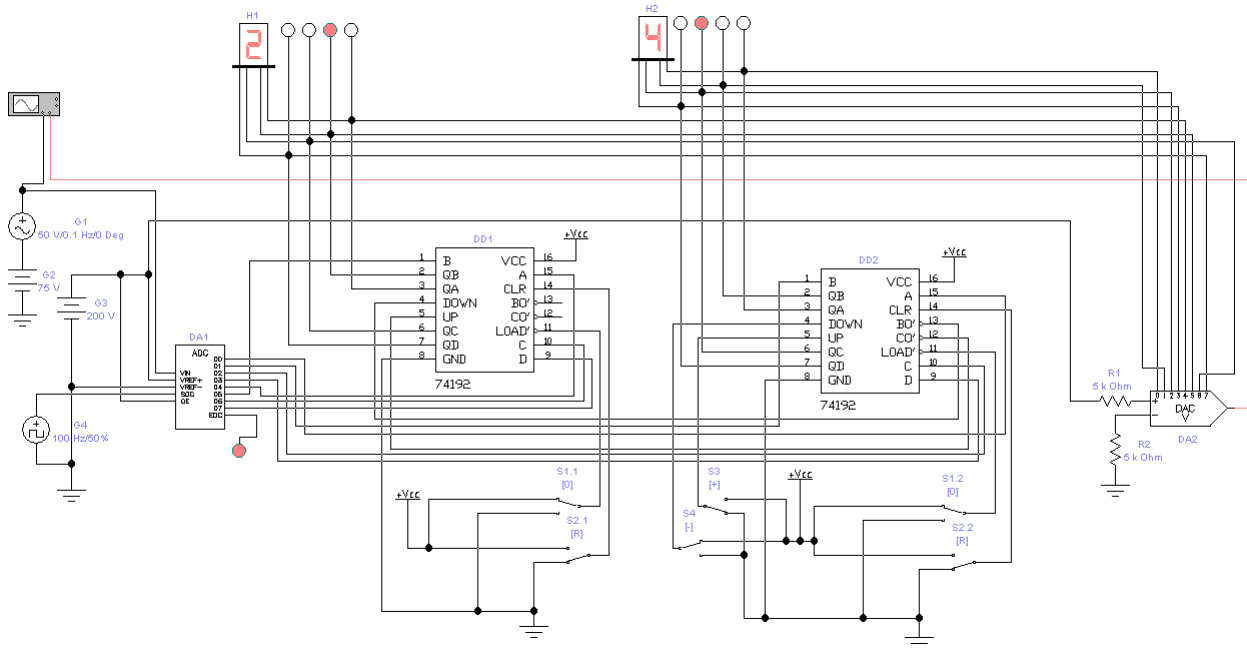 H1
H2
2
4
G1
50 V/0.1 Hz/0 Deg
G2
75 V
G3
200 V
G4
100 Hz/50%
DA1
ADC
VIN
VREF+
VREF-
SOC
OE
D0
D1
D2
D3
D4
D5
D6
D7
EOC
DD1
+Vcc
1 B VCC 16
2 QB A 15
3 QA CLR 14
4 DOWN BO' 13
5 UP CO' 12
6 QC LOAD' 11
7 QD C 10
8 GND D 9
74192
DD2
+Vcc
1 B VCC 16
2 QB A 15
3 QA CLR 14
4 DOWN BO' 13
5 UP CO' 12
6 QC LOAD' 11
7 QD C 10
8 GND D 9
74192
R1
5 k Ohm
R2
5 k Ohm
0 1 2 3 4 5 6 7
+
-
DAC
V
DA2
+Vcc
S1.1
[0]
S2.1
[R]
S3
[+]
S4
[-]
+Vcc
S1.2
[0]
S2.2
[R]